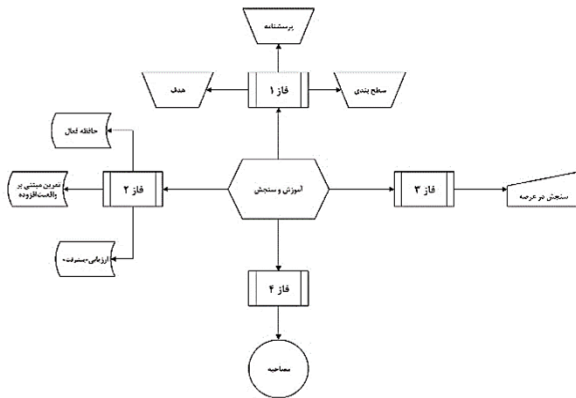 پرسشنامه
هدف
فاز ۱
سطح بندی
حافظه فعال
تمرین مبتنی بر
واقعیت‌افزوده
فاز ۲
آموزش و سنجش
فاز ۳
سنجش در عرصه
ارزیابی-پیشرفت-
فاز ۴
مصاحبه